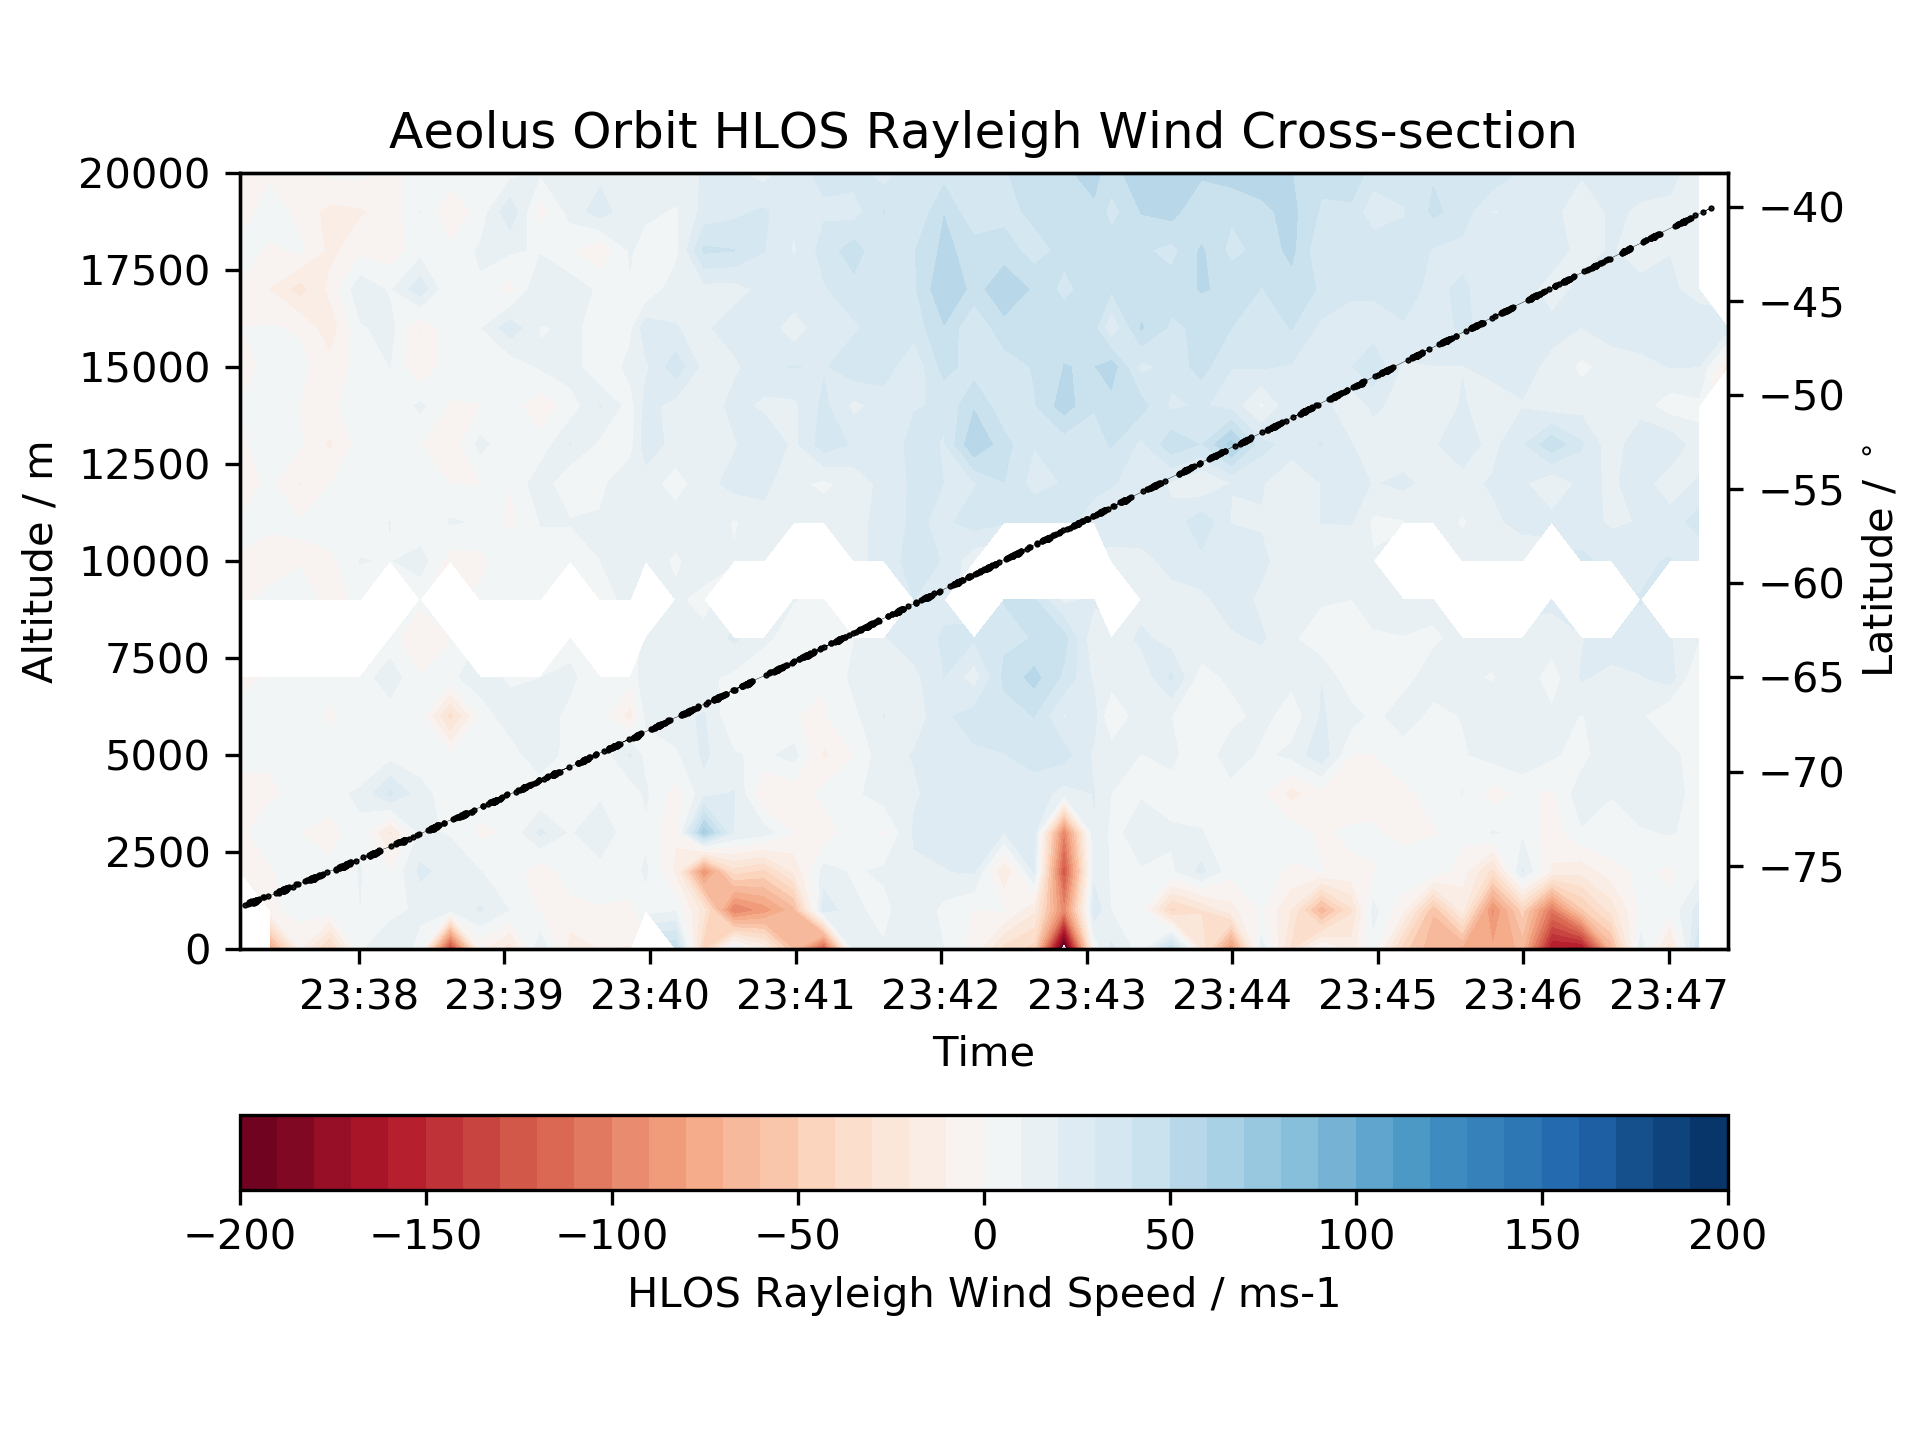 Aeolus Orbit HLOS Rayleigh Wind Cross-section
20000
17500
15000
12500
10000
7500
5000
2500
0
Altitude / m
−40
−45
−50
−55
−60
−65
−70
−75
Latitude / °
23:38 23:39 23:40 23:41 23:42 23:43 23:44 23:45 23:46 23:47
Time
−200 −150 −100 −50 0 50 100 150 200
HLOS Rayleigh Wind Speed / ms-1